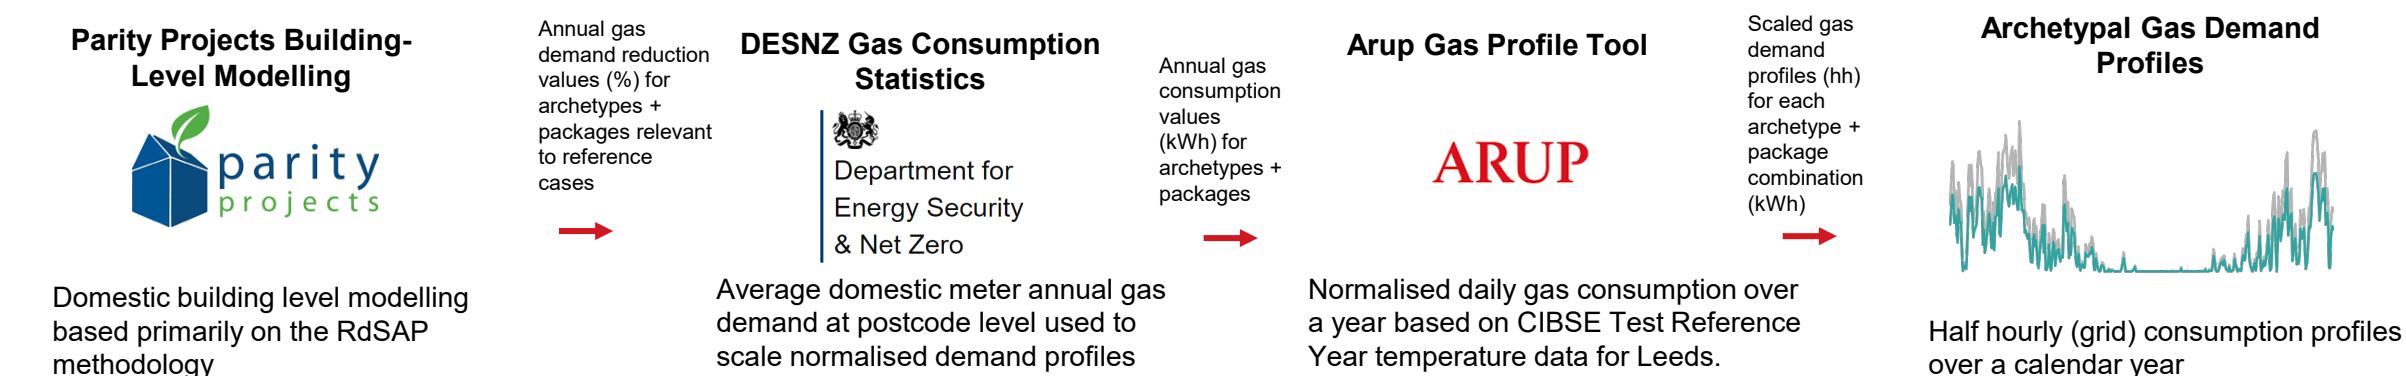 Parity Projects Building-
Level Modelling
parity
projects
Domestic building level modelling
based primarily on the RdSAP
methodology
Annual gas
demand reduction
values (%) for
archetypes +
packages relevant
to reference
cases
DESNZ Gas Consumption
Statistics
Department for
Energy Security
& Net Zero
Average domestic meter annual gas
demand at postcode level used to
scale normalised demand profiles
Annual gas
consumption
values
(kWh) for
archetypes +
packages
Arup Gas Profile Tool
ARUP
Normalised daily gas consumption over
a year based on CIBSE Test Reference
Year temperature data for Leeds.
Scaled gas
demand
profiles (hh)
for each
archetype +
package
combination
(kWh)
Archetypal Gas Demand
Profiles
Half hourly (grid) consumption profiles
over a calendar year